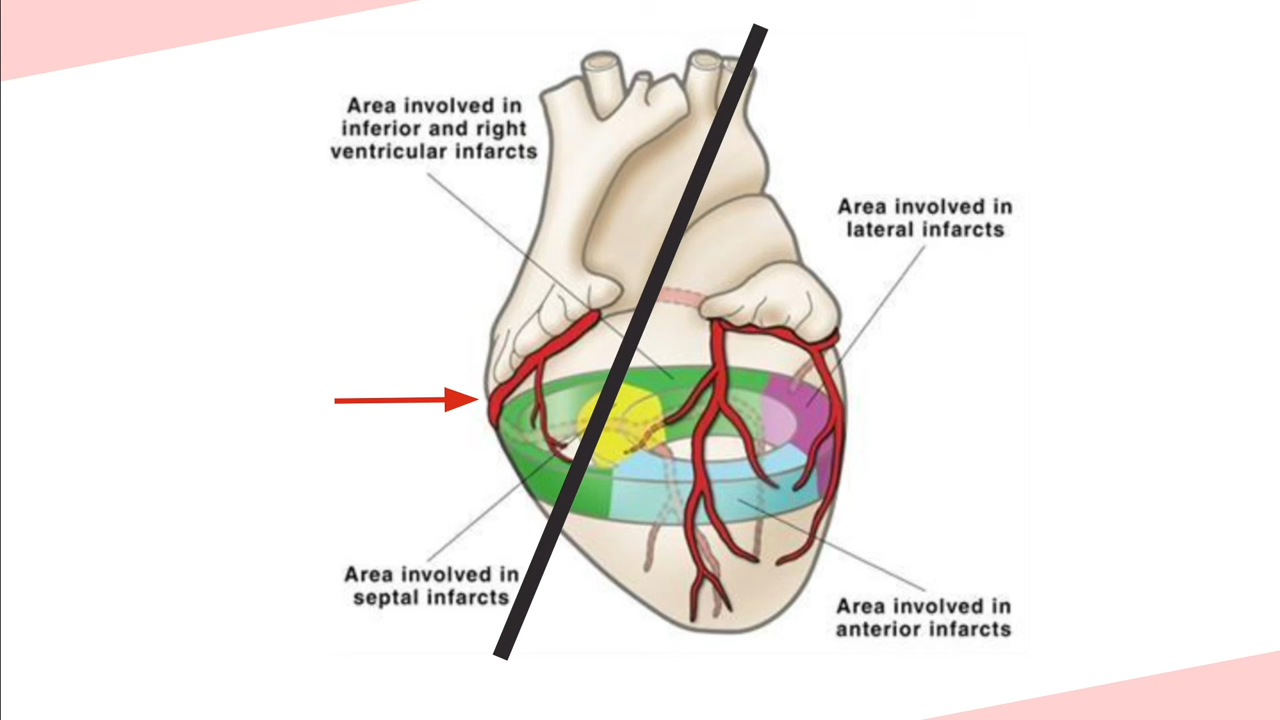 Area involved in
inferior and right
ventricular infarcts
Area involved in
lateral infarcts
Area involved in
septal infarcts
Area involved in
anterior infarcts